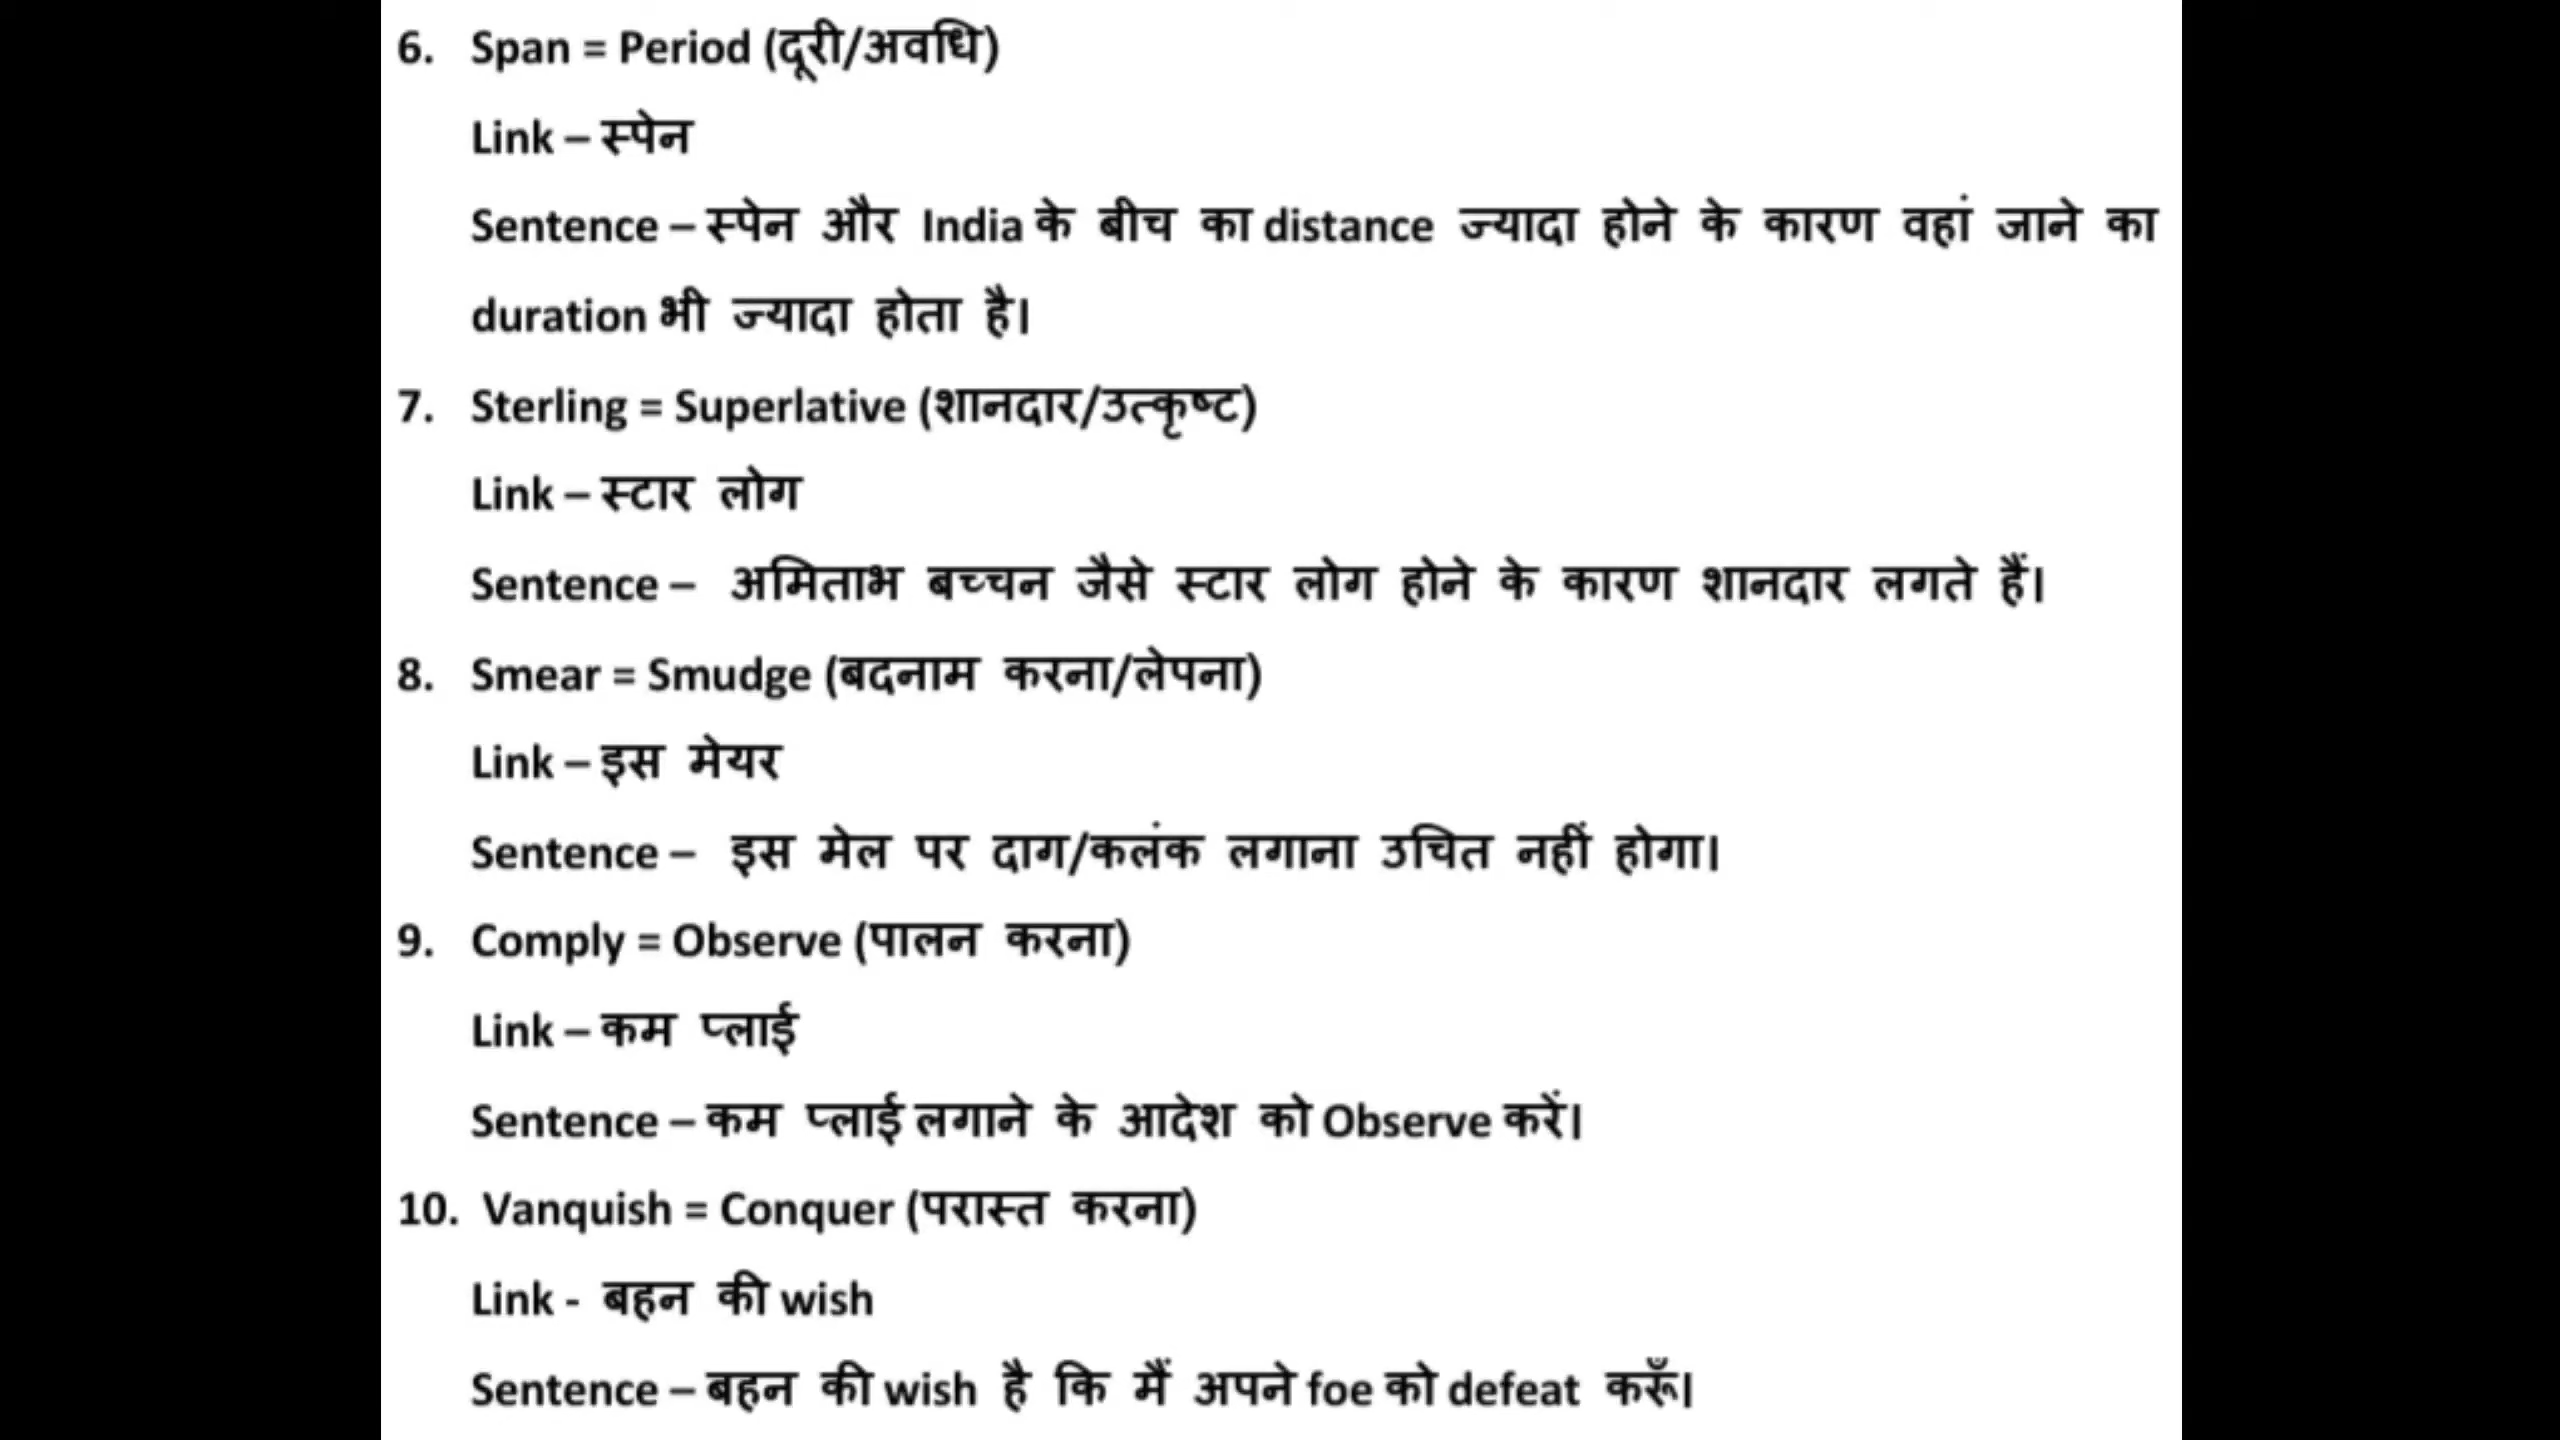 6. Span = Period (दूरी/अवधि)
Link – स्पेन
Sentence – स्पेन और India के बीच का distance ज्यादा होने के कारण वहां जाने का
duration भी ज्यादा होता है।
7. Sterling = Superlative (शानदार/उत्कृष्ट)
Link – स्टार लोग
Sentence – अमिताभ बच्चन जैसे स्टार लोग होने के कारण शानदार लगते हैं।
8. Smear = Smudge (बदनाम करना/लेपना)
Link – इस मेयर
Sentence – इस मेल पर दाग/कलंक लगाना उचित नहीं होगा।
9. Comply = Observe (पालन करना)
Link – कम प्लाई
Sentence – कम प्लाई लगाने के आदेश को Observe करें।
10. Vanquish = Conquer (परास्त करना)
Link - बहन की wish
Sentence – बहन की wish है कि मैं अपने foe को defeat करूँ।